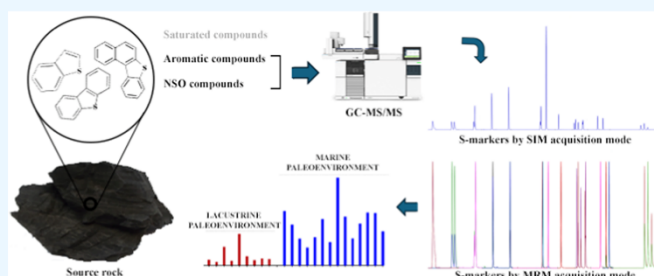 Saturated compounds
Aromatic compounds
NSO compounds
S
S
S
GC-MS/MS
S-markers by SIM acquisition mode
MARINE
PALEOENVIRONMENT
LACUSTRINE
PALEOENVIRONMENT
Source rock
S-markers by MRM acquisition mode